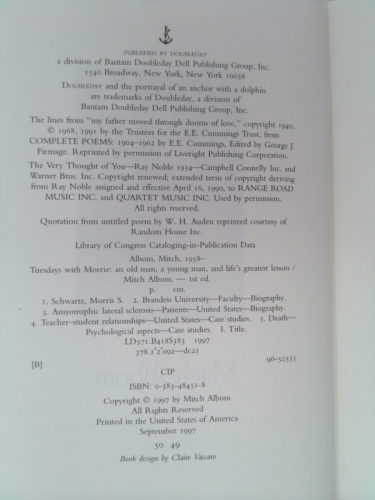 PUBLISHED BY DOUBLEDAY
a division of Bantam Doubleday Dell Publishing Group, Inc.
1540 Broadway, New York, New York 10036
DOUBLEDAY and the portrayal of an anchor with a dolphin
are trademarks of Doubleday, a division of
Bantam Doubleday Dell Publishing Group, Inc.
The lines from "my father moved through dooms of love," copyright 1940,
© 1968, 1991 by the Trustees for the E.E. Cummings Trust, from
COMPLETE POEMS: 1904-1962 by E.E. Cummings, Edited by George J.
Firmage. Reprinted by permission of Liveright Publishing Corporation.
The Very Thought of You—Ray Noble 1934—Campbell Connelly Inc. and
Warner Bros. Inc. Copyright renewed; extended term of copyright deriving
from Ray Noble assigned and effective April 16, 1990, to RANGE ROAD
MUSIC INC. and QUARTET MUSIC INC. Used by permission.
All rights reserved.
Quotation from untitled poem by W. H. Auden reprinted courtesy of
Random House Inc.
Library of Congress Cataloging-in-Publication Data
Albom, Mitch, 1958–
Tuesdays with Morrie: an old man, a young man, and life's greatest lesson /
Mitch Albom. — 1st ed.
p. cm.
1. Schwartz, Morris S. 2. Brandeis University—Faculty—Biography.
3. Amyotrophic lateral sclerosis—Patients—United States—Biography.
4. Teacher-student relationships—United States—Case studies. 5. Death—
Psychological aspects—Case studies. I. Title.
LD571.B418S383 1997
378.1'2'092—dc21
[B] 96-52535
CIP
ISBN: 0-385-48451-8
Copyright © 1997 by Mitch Albom
All Rights Reserved
Printed in the United States of America
September 1997
50 49
Book design by Claire Vaccaro